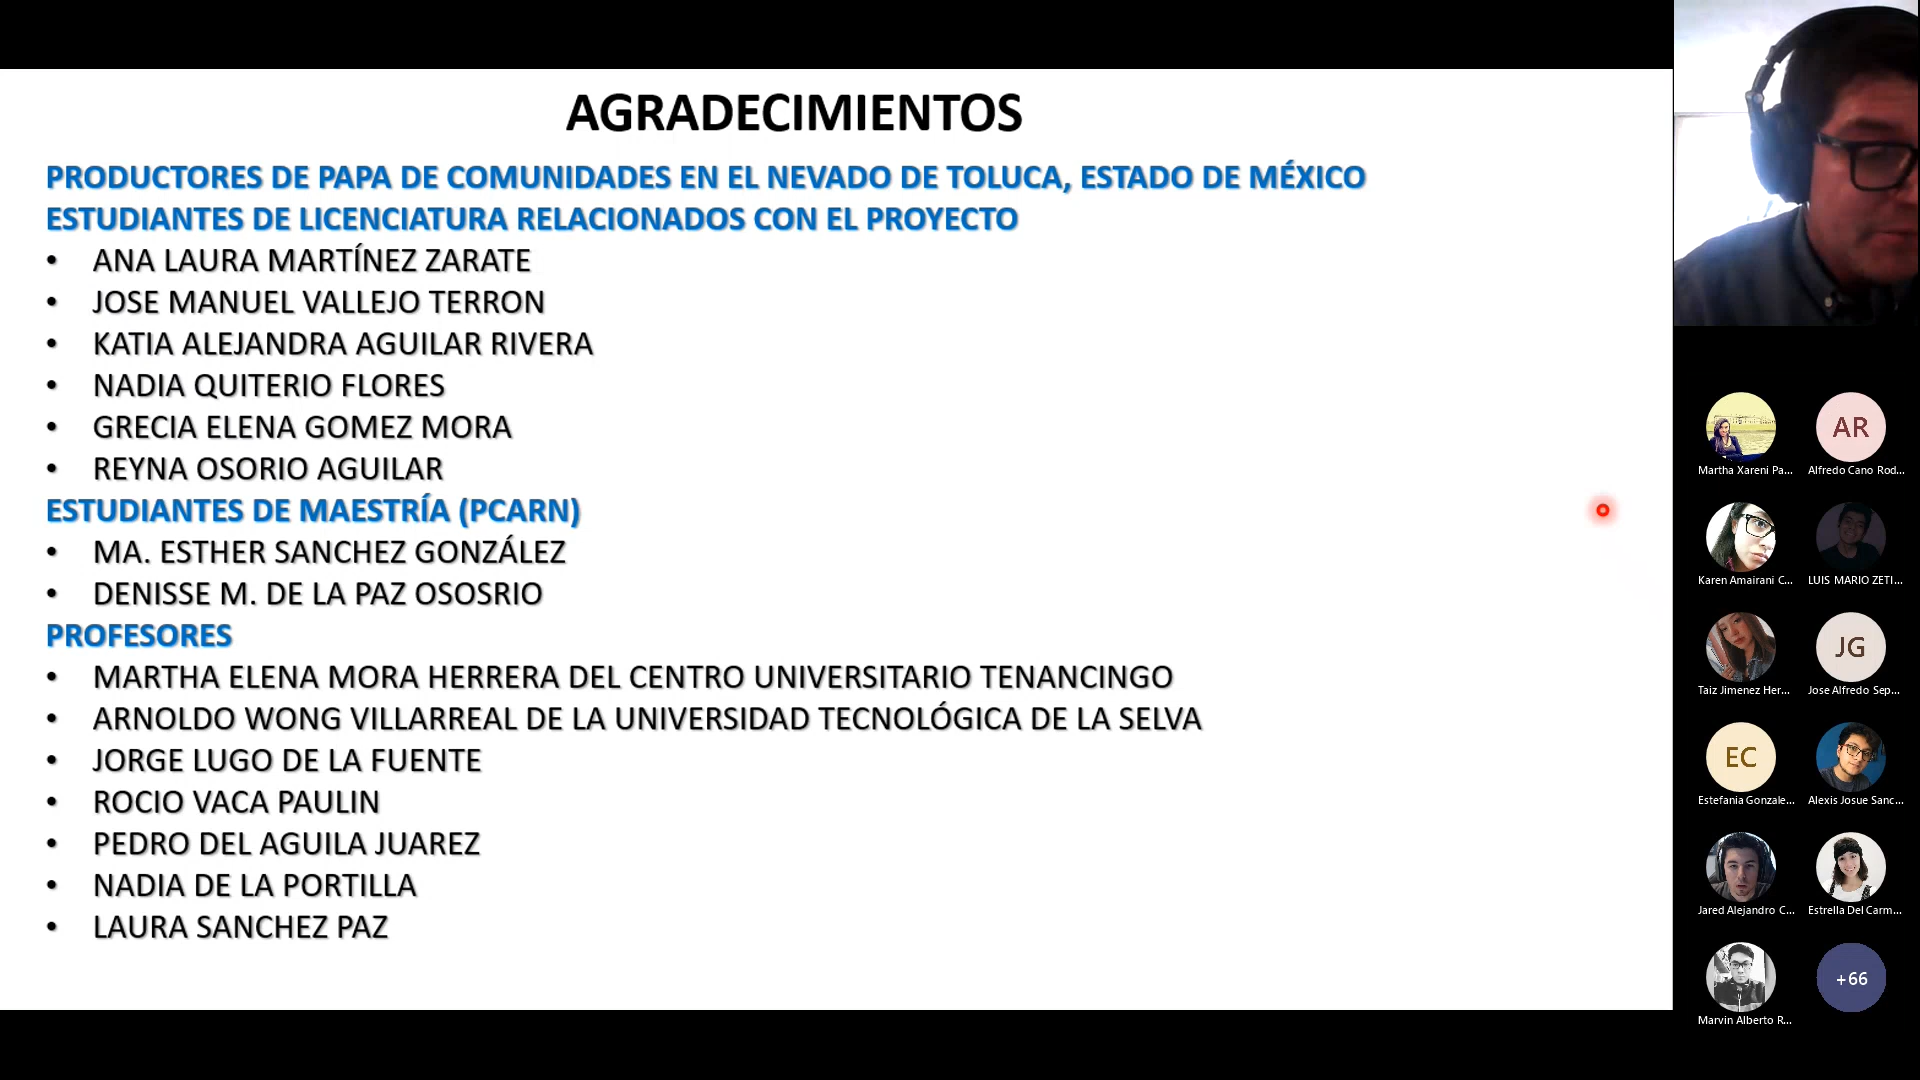 AGRADECIMIENTOS
PRODUCTORES DE PAPA DE COMUNIDADES EN EL NEVADO DE TOLUCA, ESTADO DE MÉXICO
ESTUDIANTES DE LICENCIATURA RELACIONADOS CON EL PROYECTO
• ANA LAURA MARTÍNEZ ZARATE
• JOSE MANUEL VALLEJO TERRON
• KATIA ALEJANDRA AGUILAR RIVERA
• NADIA QUITERIO FLORES
• GRECIA ELENA GOMEZ MORA
• REYNA OSORIO AGUILAR
ESTUDIANTES DE MAESTRÍA (PCARN)
• MA. ESTHER SANCHEZ GONZÁLEZ
• DENISSE M. DE LA PAZ OSOSRIO
PROFESORES
• MARTHA ELENA MORA HERRERA DEL CENTRO UNIVERSITARIO TENANCINGO
• ARNOLDO WONG VILLARREAL DE LA UNIVERSIDAD TECNOLÓGICA DE LA SELVA
• JORGE LUGO DE LA FUENTE
• ROCIO VACA PAULIN
• PEDRO DEL AGUILA JUAREZ
• NADIA DE LA PORTILLA
• LAURA SANCHEZ PAZ
AR
Martha Xareni Pa... Alfredo Cano Rod...
Karen Amairani C... LUIS MARIO ZETI...
JG
Taiz Jimenez Her... Jose Alfredo Sep...
EC
Estefania Gonzale... Alexis Josue Sanc...
Jared Alejandro C... Estrella Del Carm...
+66
Marvin Alberto R...